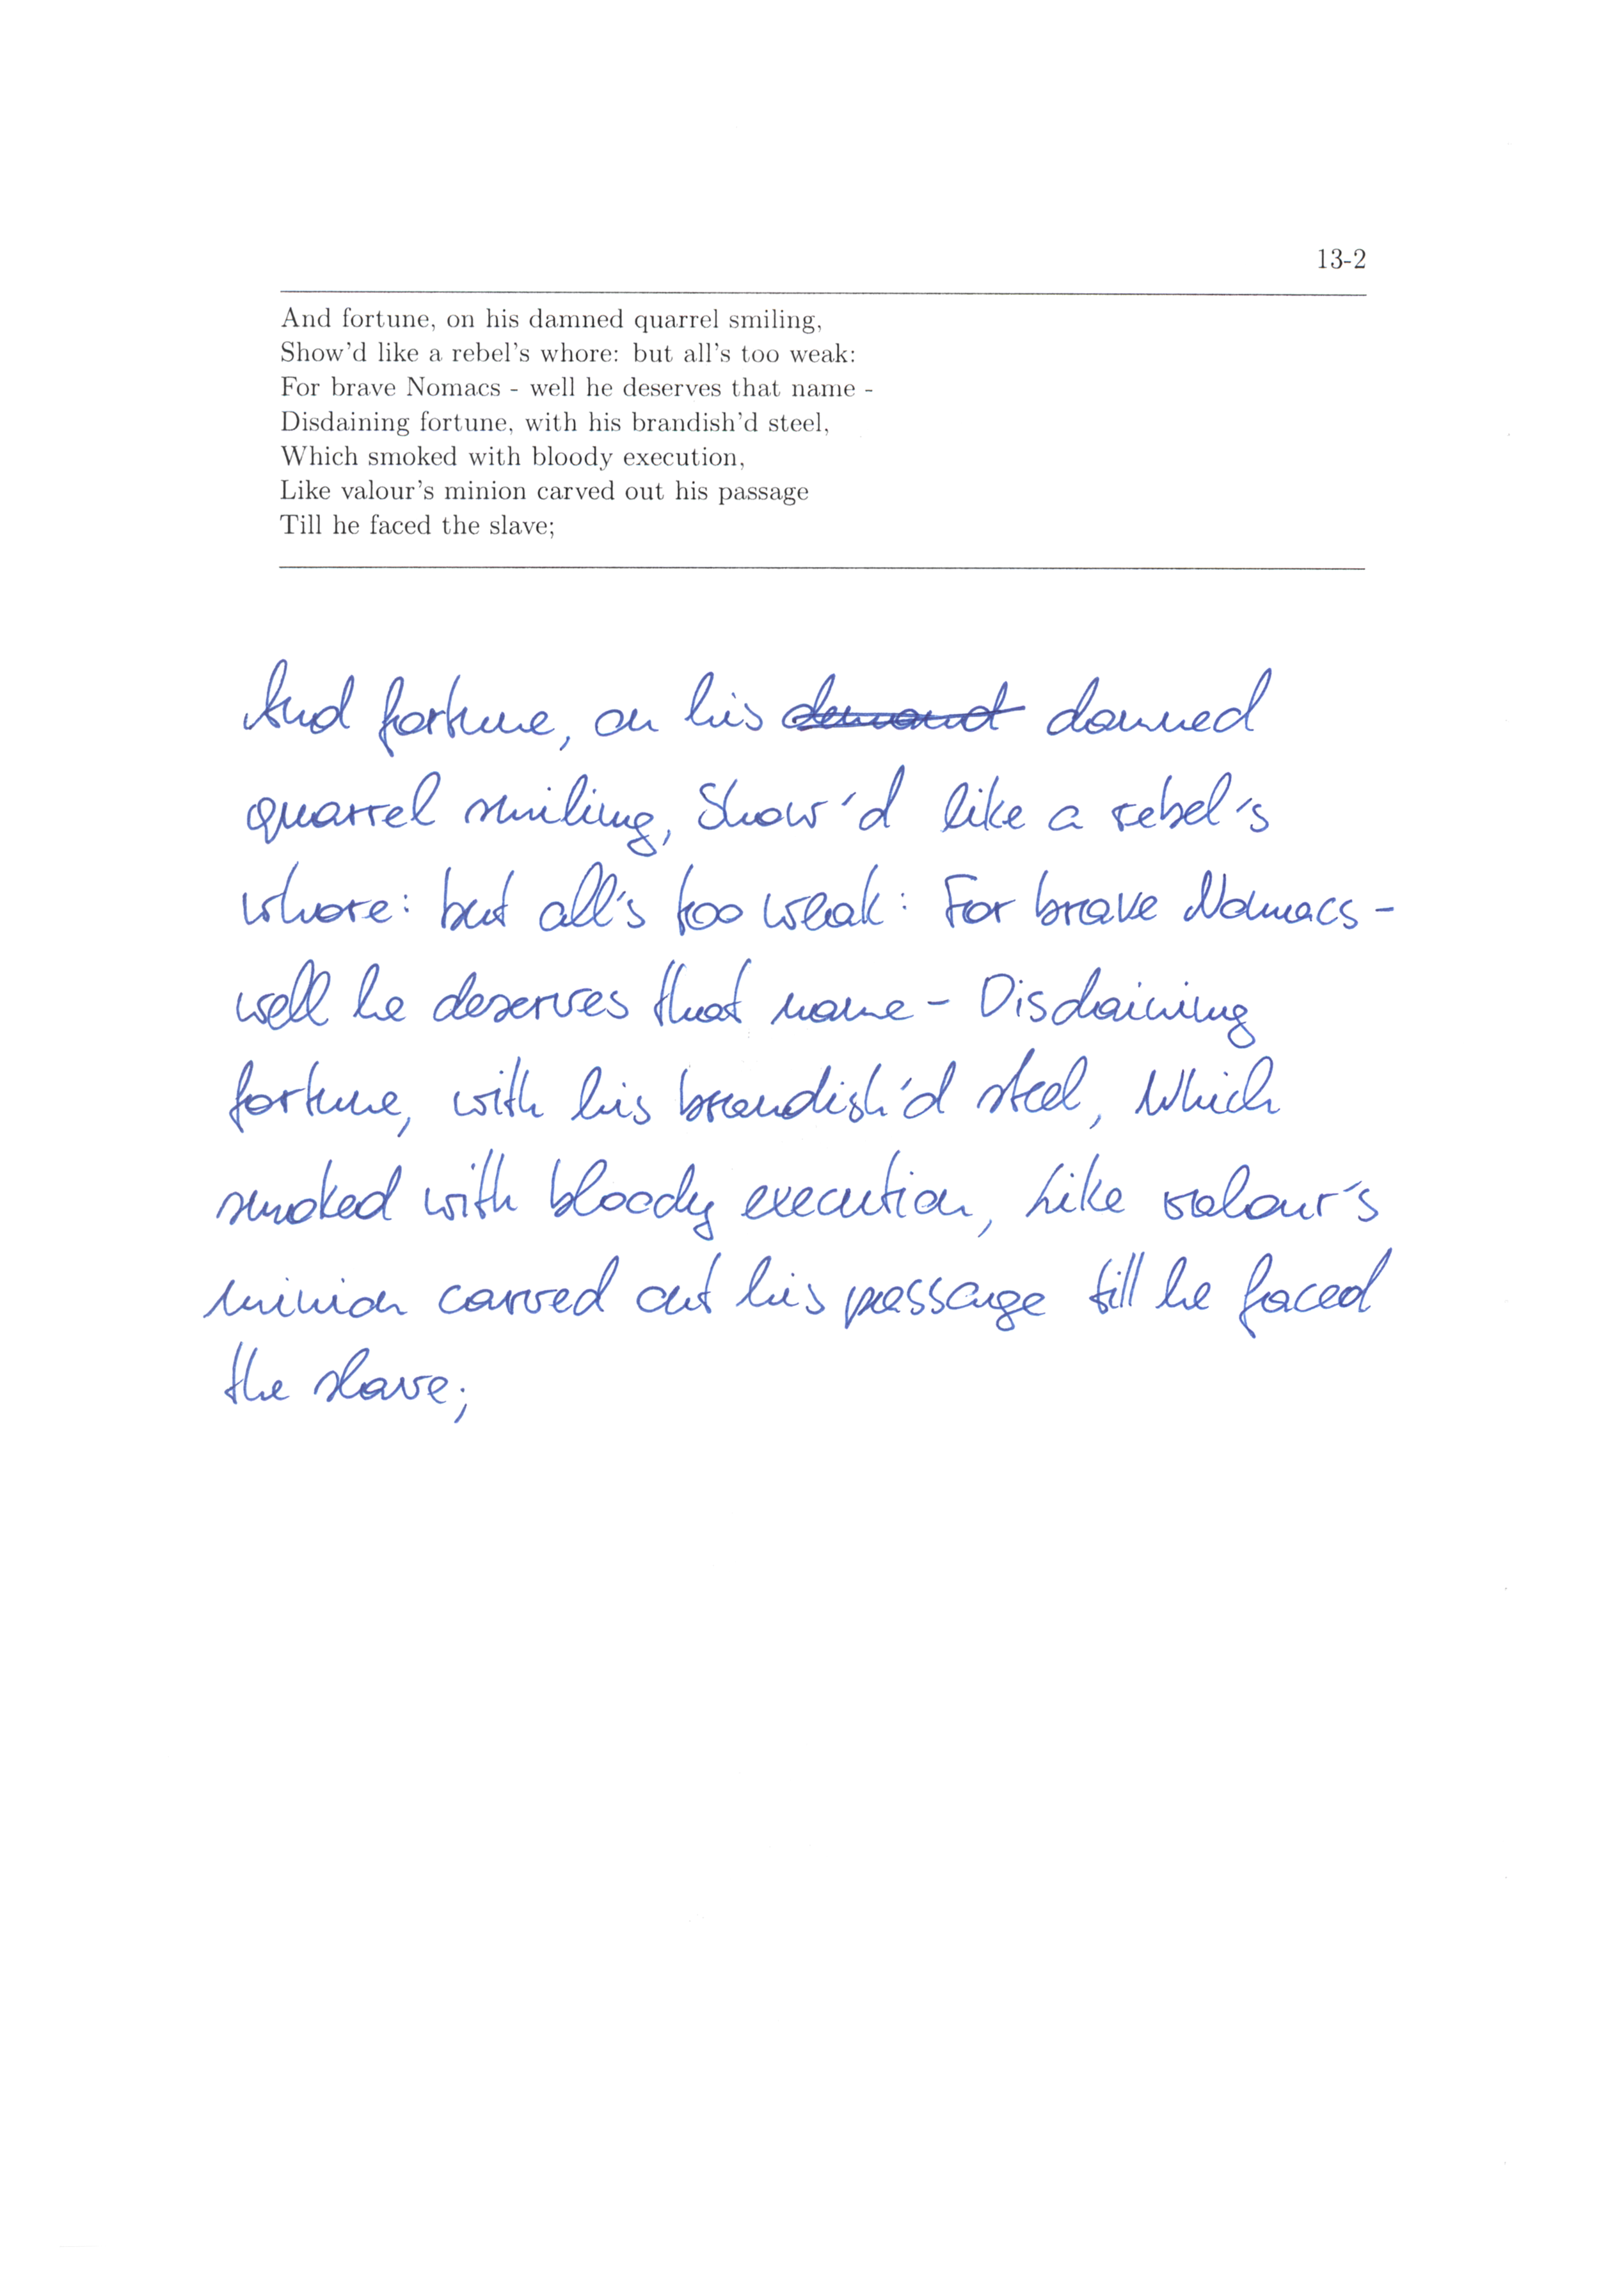 13-2
And fortune, on his damned quarrel smiling,
Show'd like a rebel's whore: but all's too weak:
For brave Nomacs - well he deserves that name -
Disdaining fortune, with his brandish'd steel,
Which smoked with bloody execution,
Like valour's minion carved out his passage
Till he faced the slave;
And fortune, on his damned
quarrel smiling, Show'd like a rebel's
whore: but all's too weak: For brave Nomacs -
well he deserves that name - Disdaining
fortune, with his brandish'd steel, Which
smoked with bloody execution, Like valour's
minion carved out his passage till he faced
the slave;